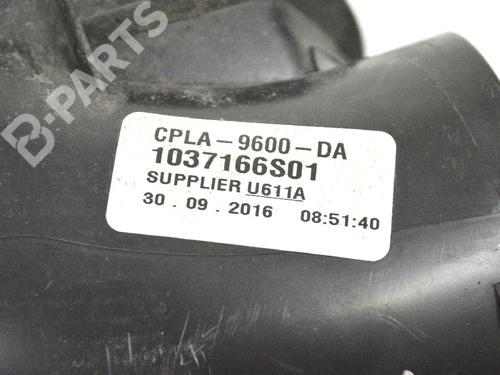 B-PARTS
CPLA-9600-DA
1037166S01
SUPPLIER U611A
30.09.2016 08:51:40